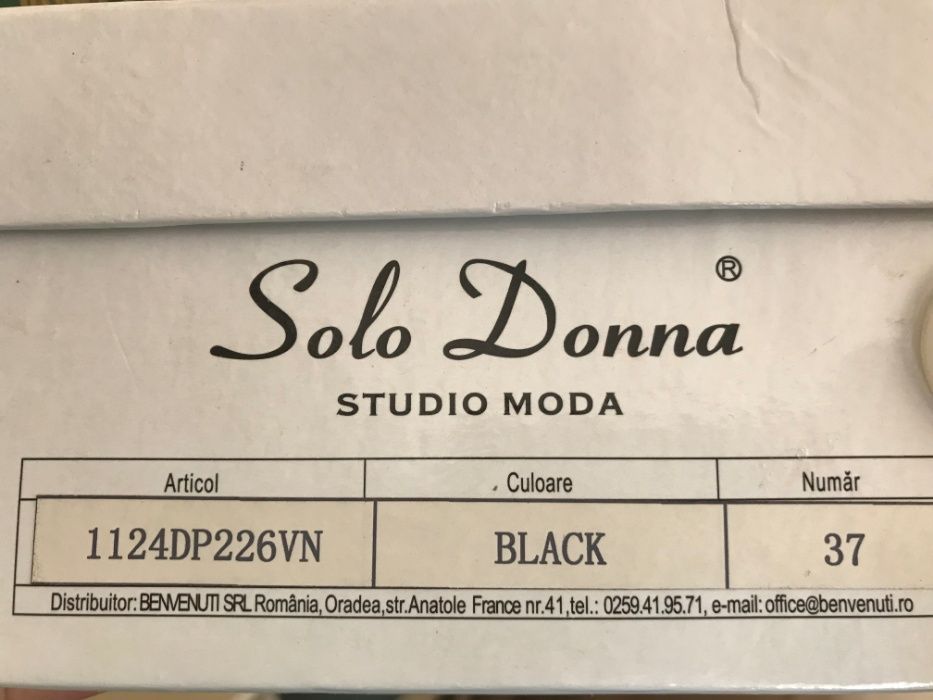 Solo Donna ®
STUDIO MODA
Articol Culoare Număr
1124DP226VN BLACK 37
Distribuitor: BENVENUTI SRL România, Oradea,str.Anatole France nr.41,tel.: 0259.41.95.71, e-mail: office@benvenuti.ro